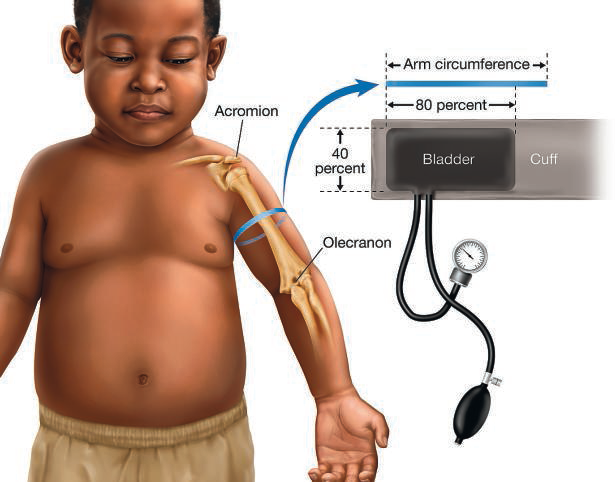 Arm circumference
80 percent
Acromion
40
percent
Bladder
Cuff
Olecranon